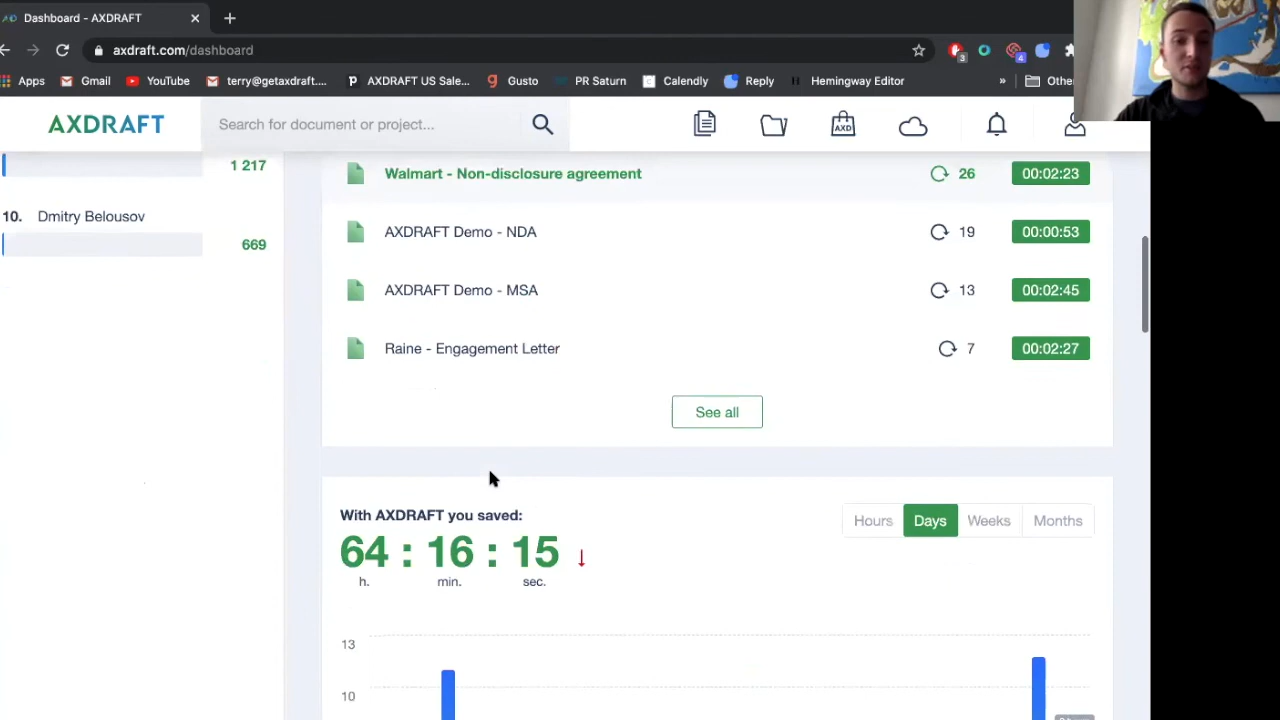 Dashboard - AXDRAFT
axdraft.com/dashboard
3
4
Apps
Gmail
YouTube
terry@getaxdraft....
AXDRAFT US Sale...
Gusto
PR Saturn
Calendly
Reply
Hemingway Editor
»
AXDRAFT
Search for document or project...
AXD
1 217
10. Dmitry Belousov
669
Walmart - Non-disclosure agreement 26 00:02:23
AXDRAFT Demo - NDA 19 00:00:53
AXDRAFT Demo - MSA 13 00:02:45
Raine - Engagement Letter 7 00:02:27
See all
With AXDRAFT you saved:
Hours Days Weeks Months
64 : 16 : 15 ↓
h. min. sec.
13
10